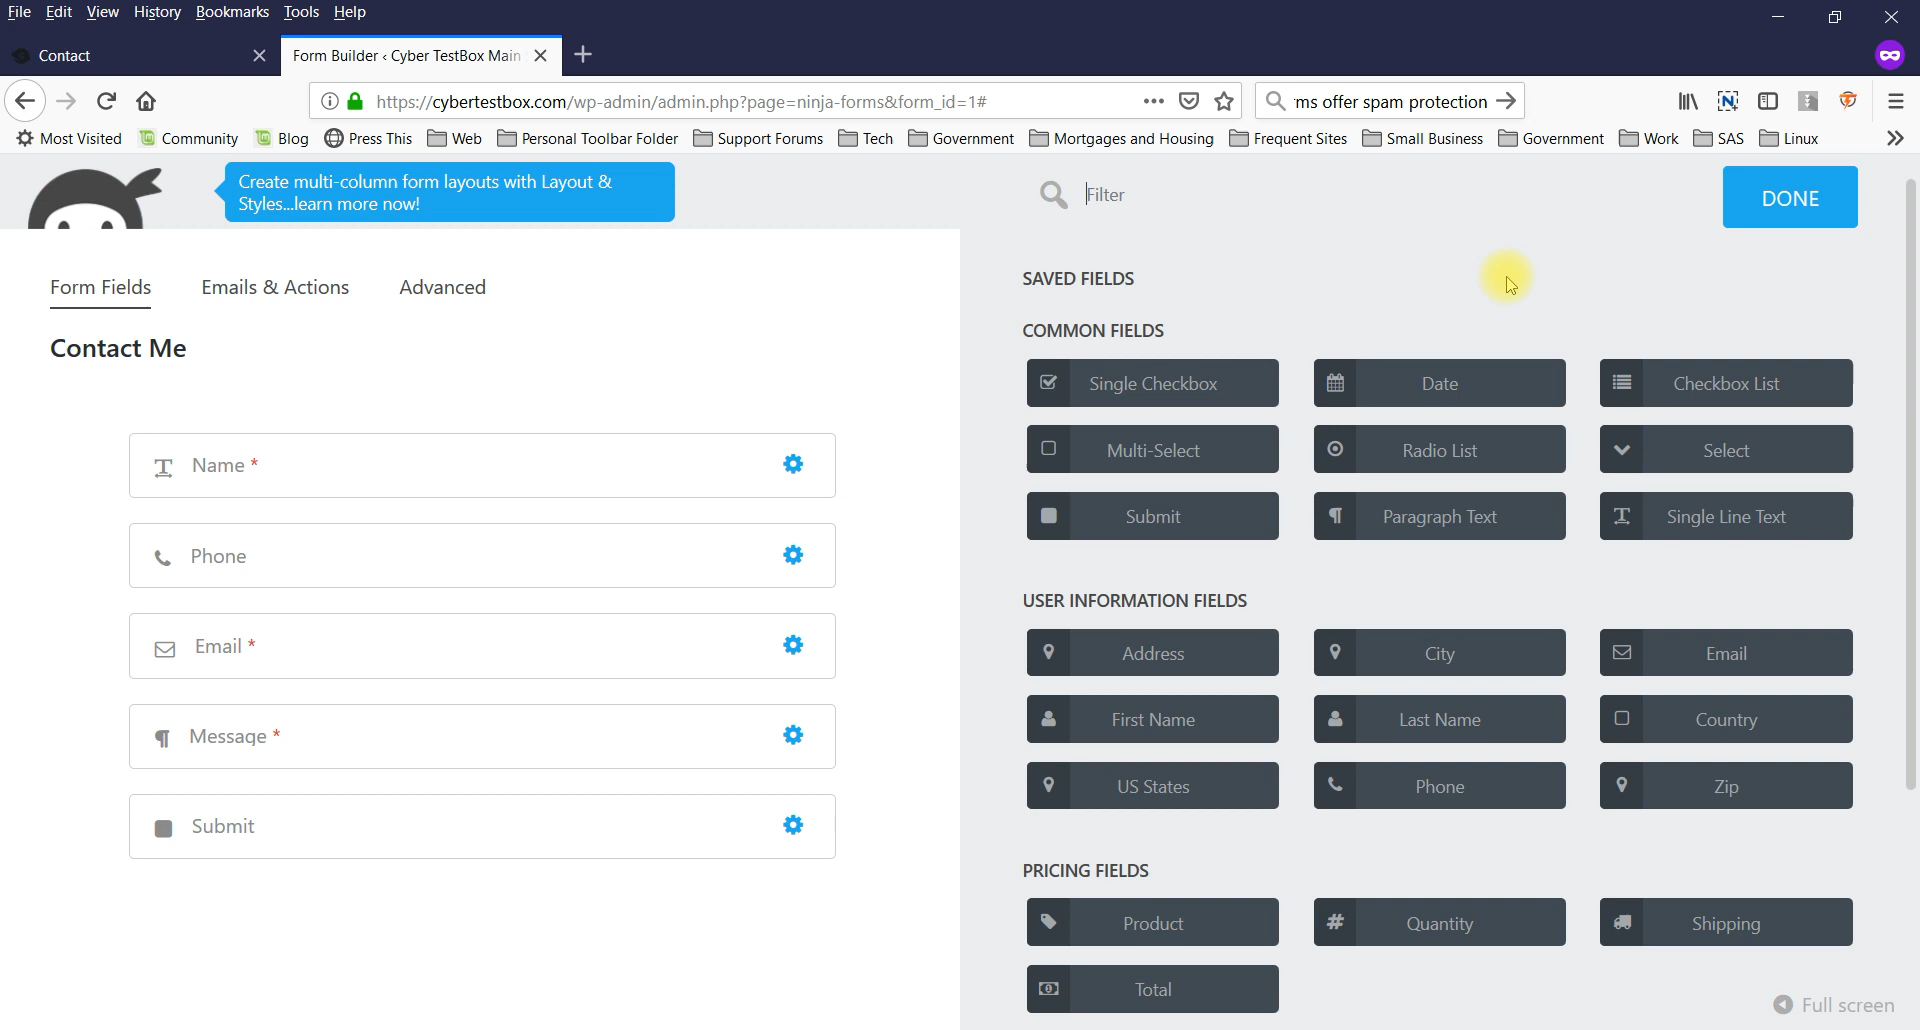 File Edit View History Bookmarks Tools Help
Contact
Form Builder ‹ Cyber TestBox Main
https://cybertestbox.com/wp-admin/admin.php?page=ninja-forms&form_id=1#
ms offer spam protection
Most Visited Community Blog Press This Web Personal Toolbar Folder Support Forums Tech Government Mortgages and Housing Frequent Sites Small Business Government Work SAS Linux
Create multi-column form layouts with Layout &
Styles...learn more now!
Filter
DONE
Form Fields Emails & Actions Advanced
Contact Me
Name *
Phone
Email *
Message *
Submit
SAVED FIELDS
COMMON FIELDS
Single Checkbox Date Checkbox List
Multi-Select Radio List Select
Submit Paragraph Text Single Line Text
USER INFORMATION FIELDS
Address City Email
First Name Last Name Country
US States Phone Zip
PRICING FIELDS
Product Quantity Shipping
Total
Full screen